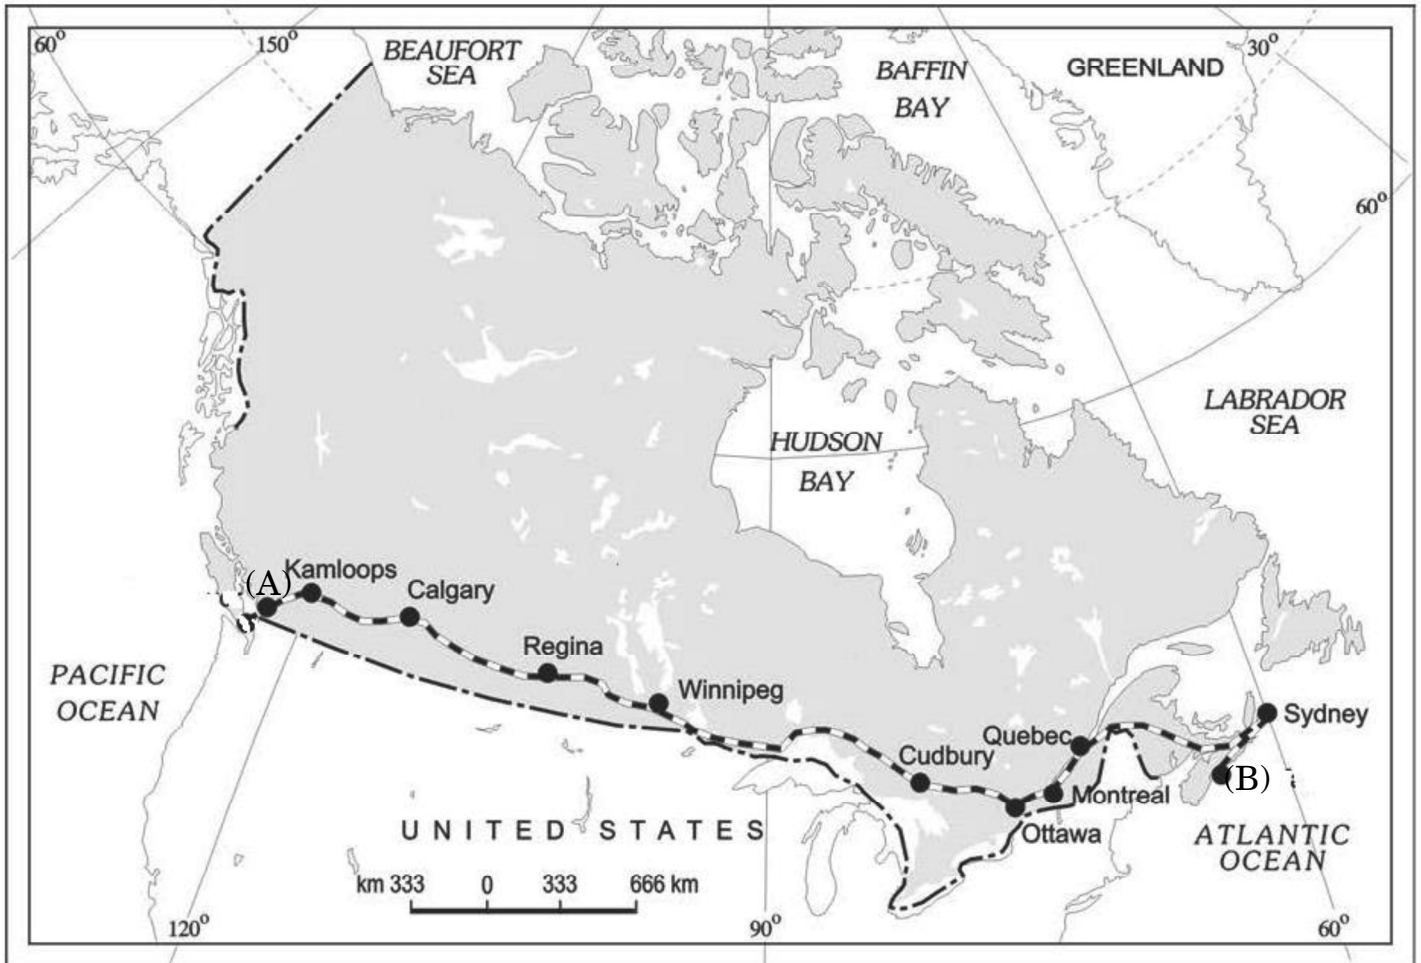 60°
150°
BEAUFORT
SEA
BAFFIN
BAY
GREENLAND
30°
60°
LABRADOR
SEA
HUDSON
BAY
(A)
Kamloops
Calgary
Regina
Winnipeg
PACIFIC
OCEAN
Cudbury
Quebec
Sydney
(B)
Montreal
Ottawa
UNITED STATES
ATLANTIC
OCEAN
km 333 0 333 666 km
120°
90°
60°